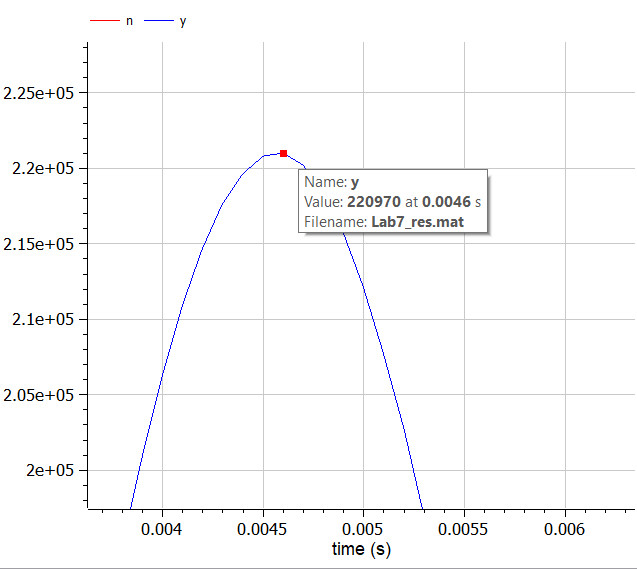 n y
2.25e+05
2.2e+05
Name: y
Value: 220970 at 0.0046 s
Filename: Lab7_res.mat
2.15e+05
2.1e+05
2.05e+05
2e+05
0.004 0.0045 0.005 0.0055 0.006
time (s)